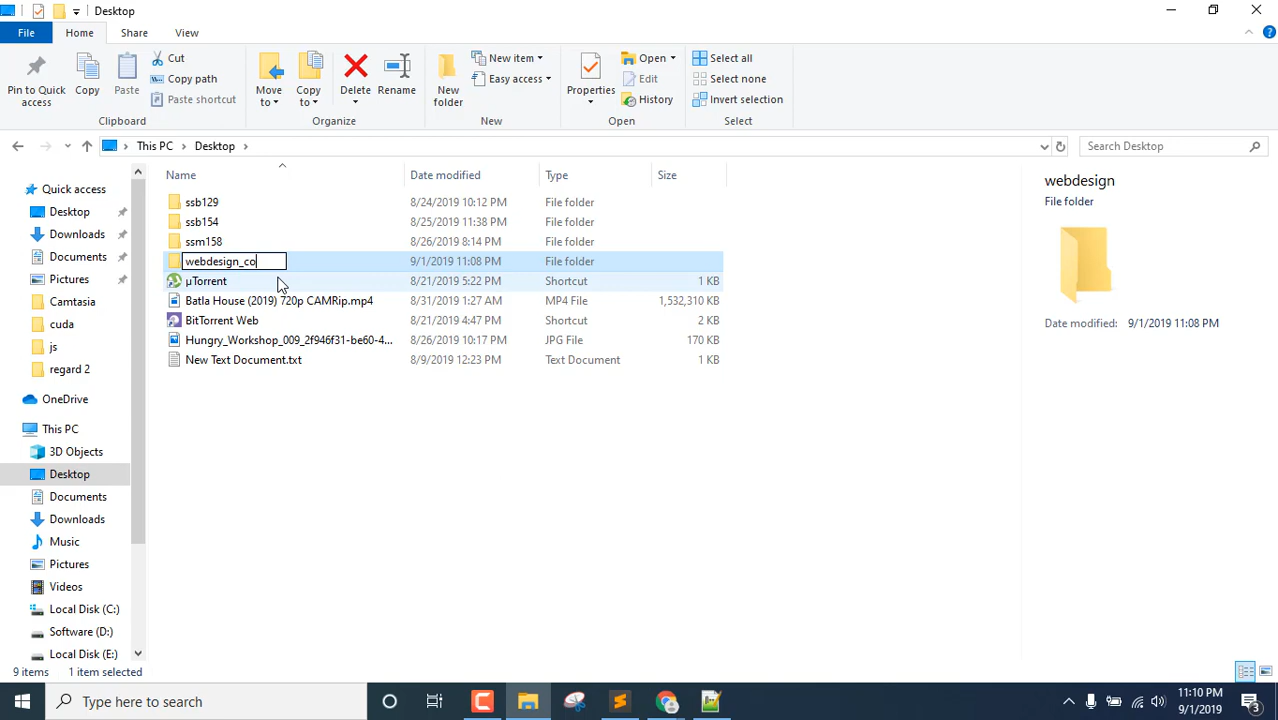 Desktop
File Home Share View
Pin to Quick access
Copy
Paste
Cut
Copy path
Paste shortcut
Clipboard
Move to
Copy to
Delete
Rename
Organize
New folder
New item
Easy access
New
Properties
Open
Edit
History
Open
Select all
Select none
Invert selection
Select
This PC > Desktop >
Search Desktop
Name Date modified Type Size
Quick access
Desktop
Downloads
Documents
Pictures
Camtasia
cuda
js
regard 2
OneDrive
This PC
3D Objects
Desktop
Documents
Downloads
Music
Pictures
Videos
Local Disk (C:)
Software (D:)
Local Disk (E:)
ssb129 8/24/2019 10:12 PM File folder
ssb154 8/25/2019 11:38 PM File folder
ssm158 8/26/2019 8:14 PM File folder
webdesign_co 9/1/2019 11:08 PM File folder
µTorrent 8/21/2019 5:22 PM Shortcut 1 KB
Batla House (2019) 720p CAMRip.mp4 8/31/2019 1:27 AM MP4 File 1,532,310 KB
BitTorrent Web 8/21/2019 4:47 PM Shortcut 2 KB
Hungry_Workshop_009_2f946f31-be60-4... 8/26/2019 10:17 PM JPG File 170 KB
New Text Document.txt 8/9/2019 12:23 PM Text Document 1 KB
webdesign
File folder
Date modified: 9/1/2019 11:08 PM
9 items 1 item selected
Type here to search
11:10 PM
9/1/2019
3